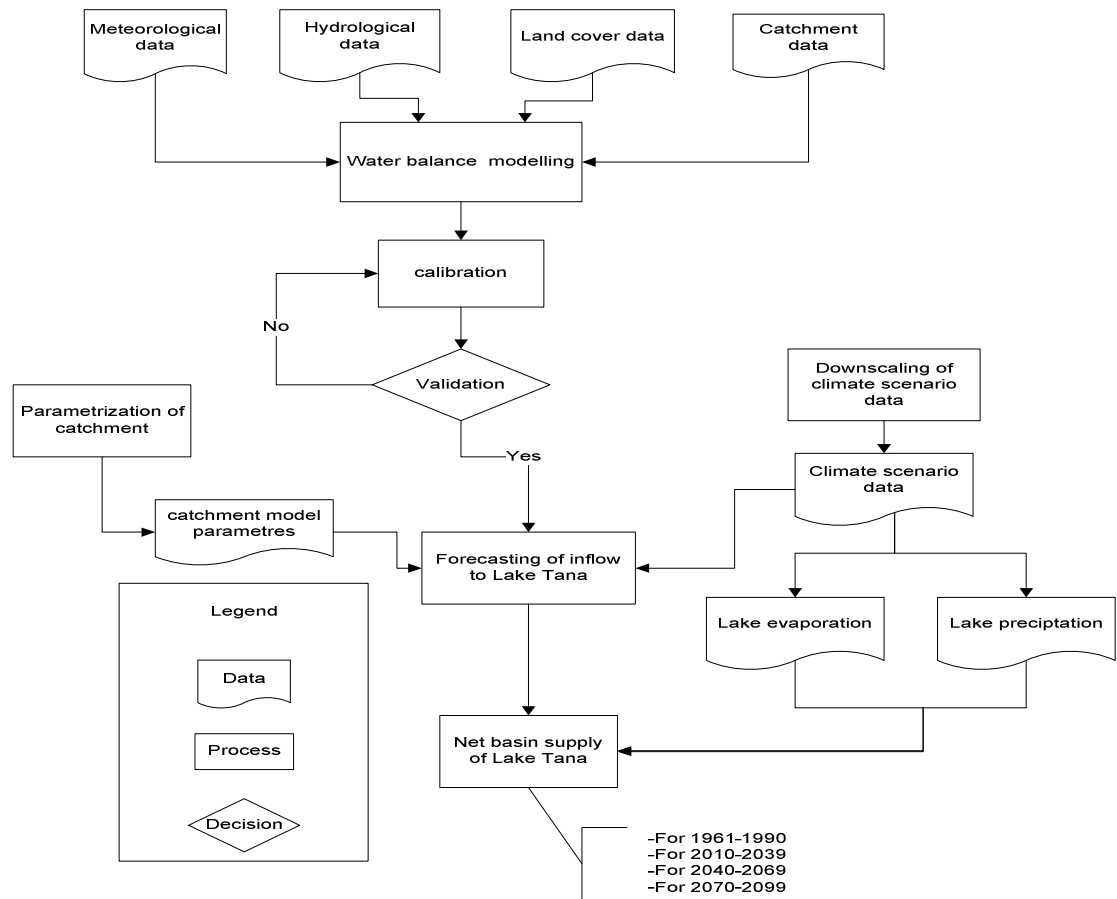 Meteorological
data
Hydrological
data
Land cover data
Catchment
data
Water balance modelling
calibration
No
Validation
Yes
Parametrization of
catchment
catchment model
parametres
Downscaling of
climate scenario
data
Climate scenario
data
Forecasting of inflow
to Lake Tana
Lake evaporation
Lake preciptation
Legend
Data
Process
Decision
Net basin supply
of Lake Tana
-For 1961-1990
-For 2010-2039
-For 2040-2069
-For 2070-2099